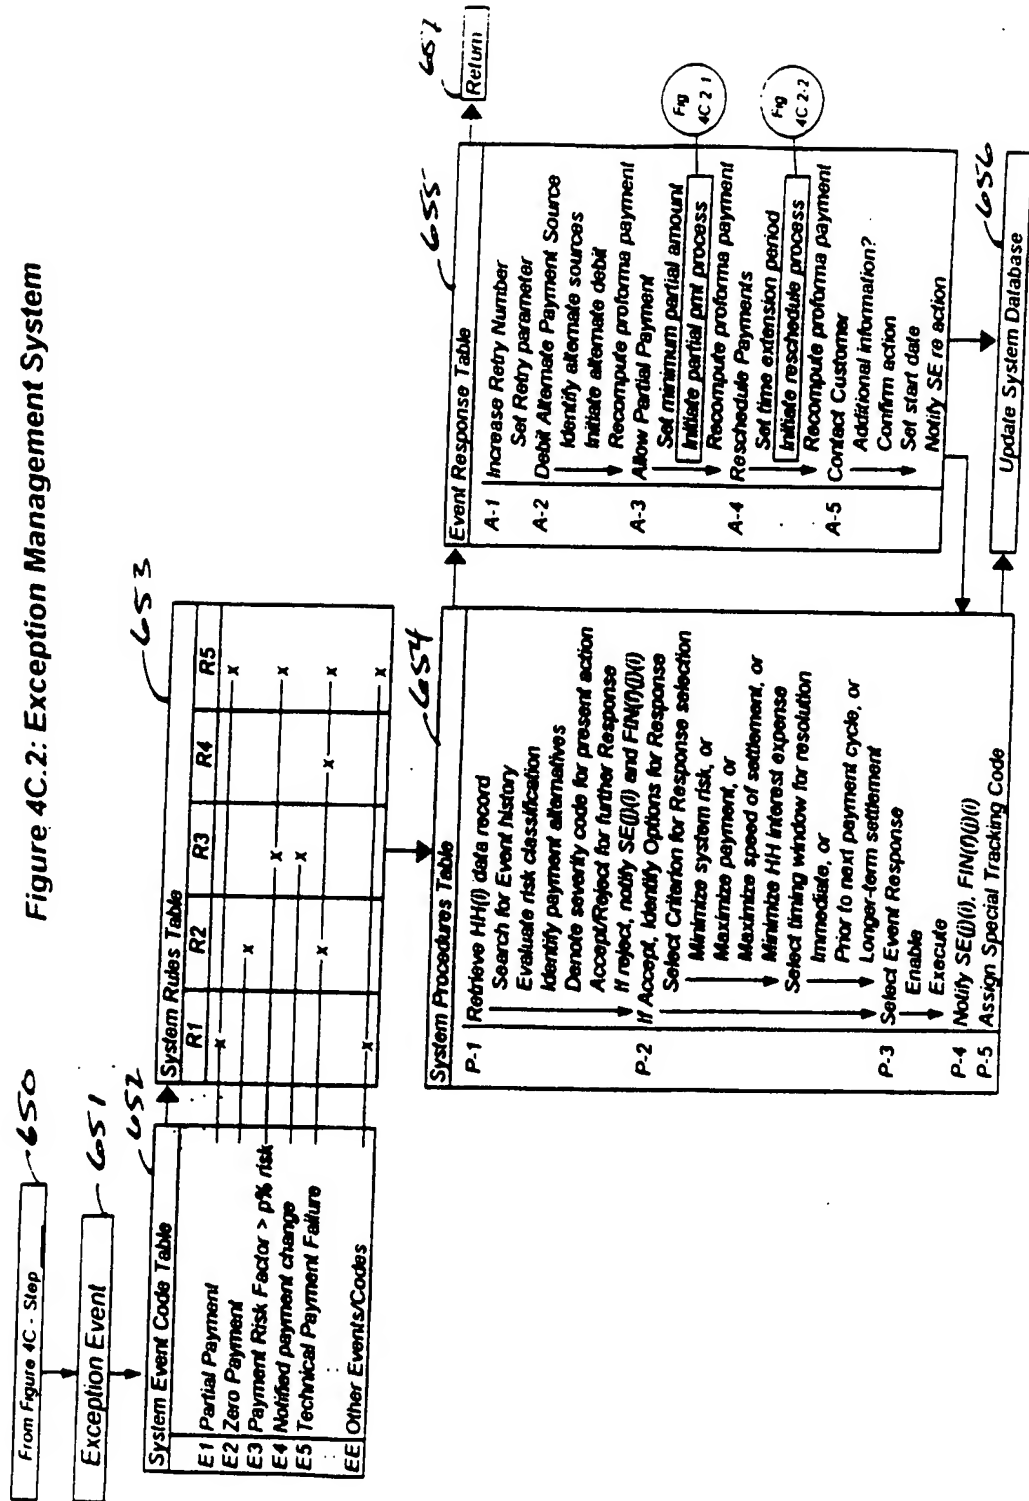 Figure 4C.2: Exception Management System
From Figure 4C - Step
650
Exception Event
651
652
System Event Code Table
E1 Partial Payment
E2 Zero Payment
E3 Payment Risk Factor > p% risk
E4 Notified payment change
E5 Technical Payment Failure
EE Other Events/Codes
653
System Rules Table
R1 R2 R3 R4 R5
x x
x
x x
x
x x x
x x
654
System Procedures Table
P-1 Retrieve HH(i) data record
Search for Event history
Evaluate risk classification
Identify payment alternatives
Denote severity code for present action
Accept/Reject for further Response
If reject, notify SE(j)(i) and FIN(f)(j)(i)
P-2 If Accept, Identify Options for Response
Select Criterion for Response selection
Minimize system risk, or
Maximize payment, or
Maximize speed of settlement, or
Minimize HH interest expense
Select timing window for resolution
Immediate, or
Prior to next payment cycle, or
Longer-term settlement
P-3 Select Event Response
Enable
Execute
P-4 Notify SE(j)(i), FIN(f)(j)(i)
P-5 Assign Special Tracking Code
655
Event Response Table
A-1 Increase Retry Number
Set Retry parameter
A-2 Debit Alternate Payment Source
Identify alternate sources
Initiate alternate debit
Recompute proforma payment
A-3 Allow Partial Payment
Set minimum partial amount
Initiate partial pmt process
Recompute proforma payment
A-4 Reschedule Payments
Set time extension period
Initiate reschedule process
Recompute proforma payment
A-5 Contact Customer
Additional information?
Confirm action
Set start date
Notify SE re action
Fig
4C 2 1
Fig
4C 2-2
657
Return
656
Update System Database